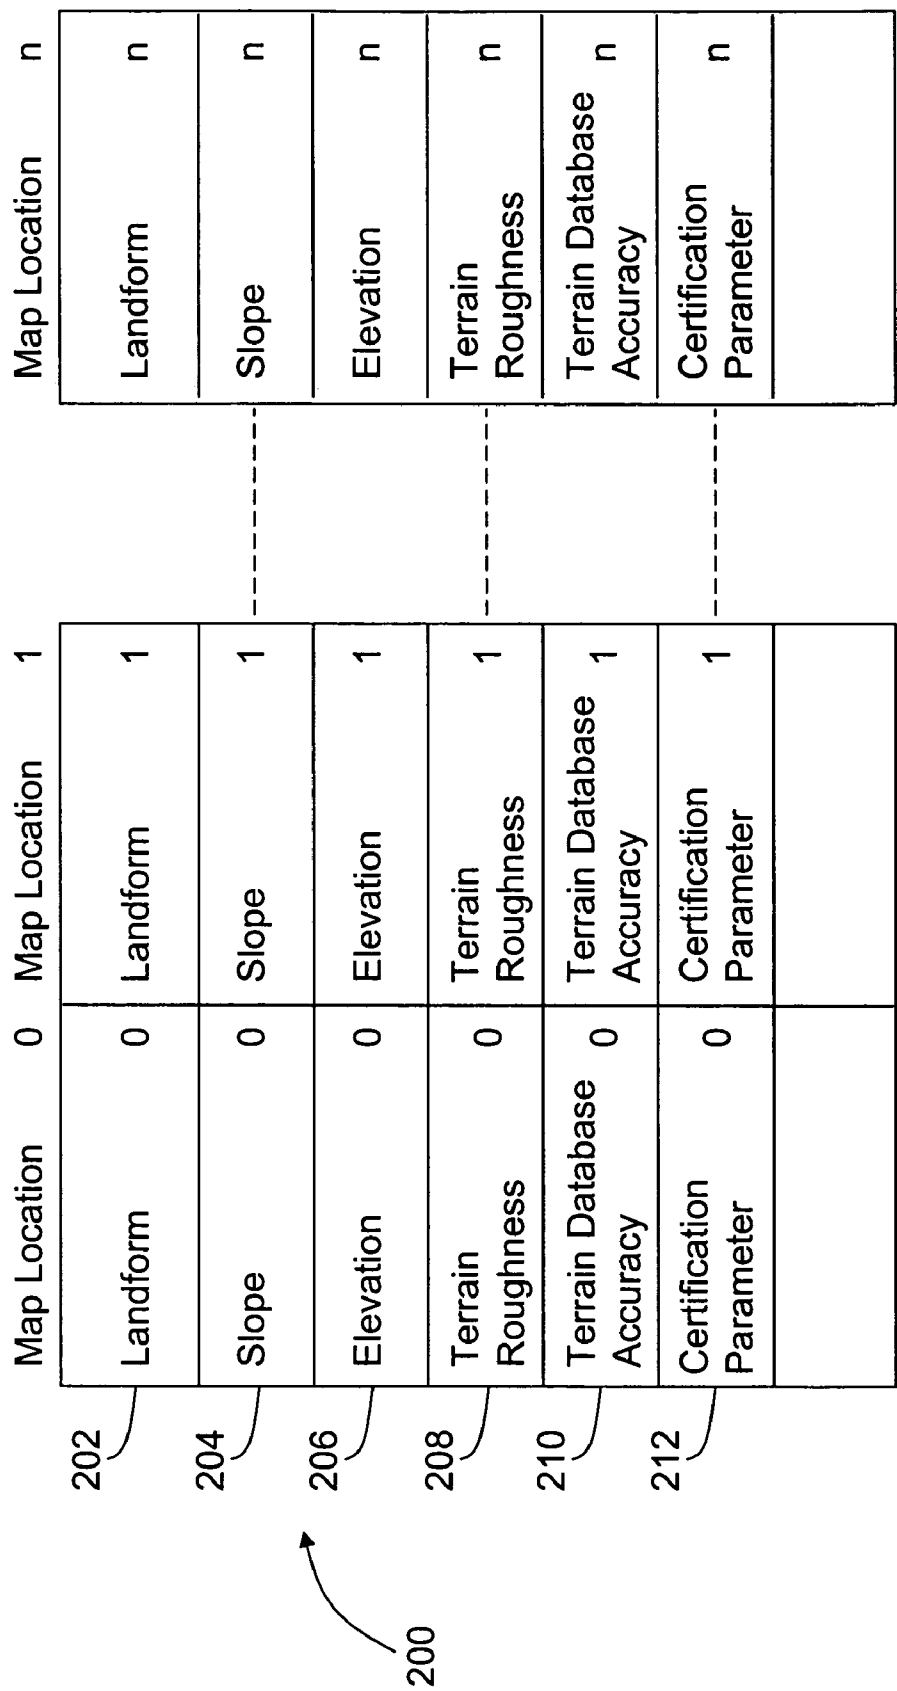 Map Location 0 Map Location 1 Map Location n
202 Landform 0 Landform 1 Landform n
204 Slope 0 Slope 1 Slope n
206 Elevation 0 Elevation 1 Elevation n
208 Terrain Roughness 0 Terrain Roughness 1 Terrain Roughness n
210 Terrain Database Accuracy 0 Terrain Database Accuracy 1 Terrain Database Accuracy n
212 Certification Parameter 0 Certification Parameter 1 Certification Parameter n
200